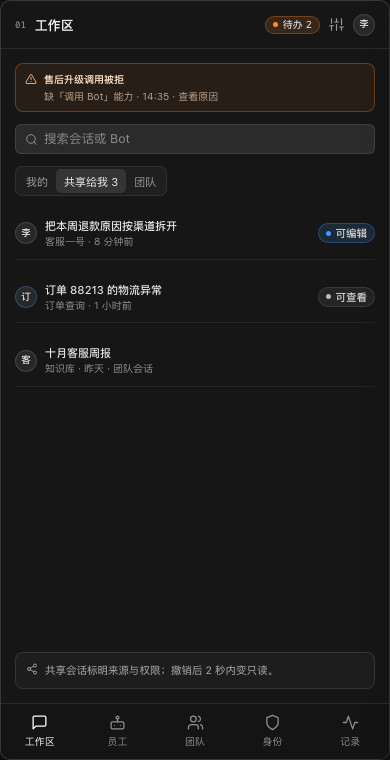 01 工作区
待办 2
李
售后升级调用被拒
缺「调用 Bot」能力 · 14:35 · 查看原因
搜索会话或 Bot
我的 共享给我 3 团队
李 把本周退款原因按渠道拆开
客服一号 · 8 分钟前
可编辑
订 订单 88213 的物流异常
订单查询 · 1 小时前
可查看
客 十月客服周报
知识库 · 昨天 · 团队会话
共享会话标明来源与权限；撤销后 2 秒内变只读。
工作区 员工 团队 身份 记录